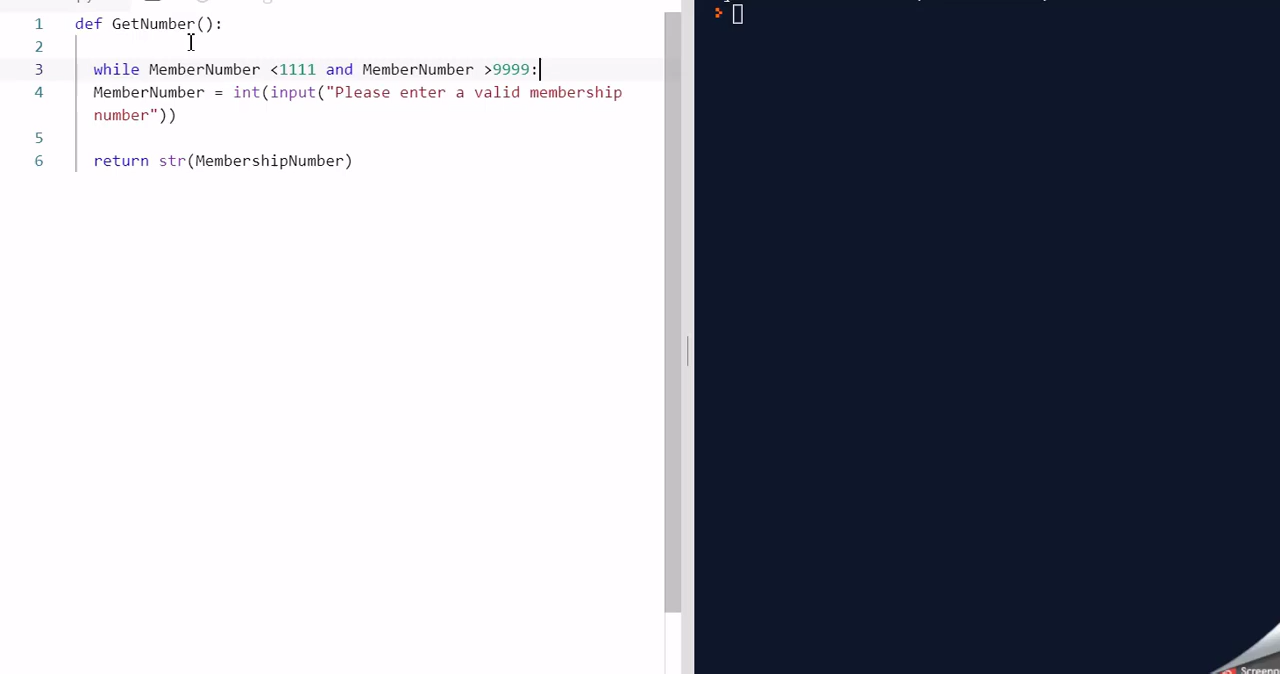 1 def GetNumber():
2
3 while MemberNumber <1111 and MemberNumber >9999:
4 MemberNumber = int(input("Please enter a valid membership
number"))
5
6 return str(MembershipNumber)